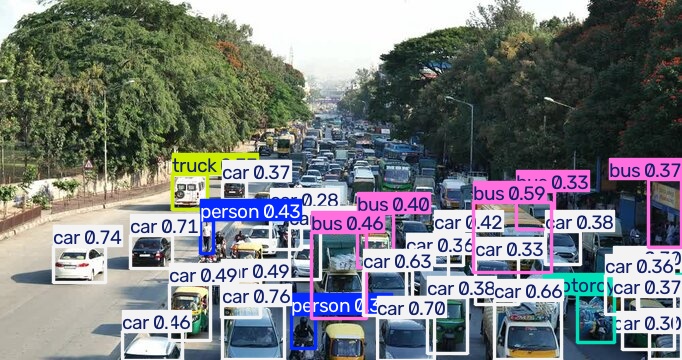 bus 0.37
truck
car 0.37
bus 0.33
bus 0.59
car 0.28
bus 0.40
person 0.43
bus 0.46
car 0.42
car 0.38
car 0.71
car 0.74
car 0.36
car 0.33
car 0.63
car 0.49
0.49
car 0.36
car 0.38
car 0.66
car 0.37
car 0.76
person 0.3
car 0.70
car 0.46
car 0.30